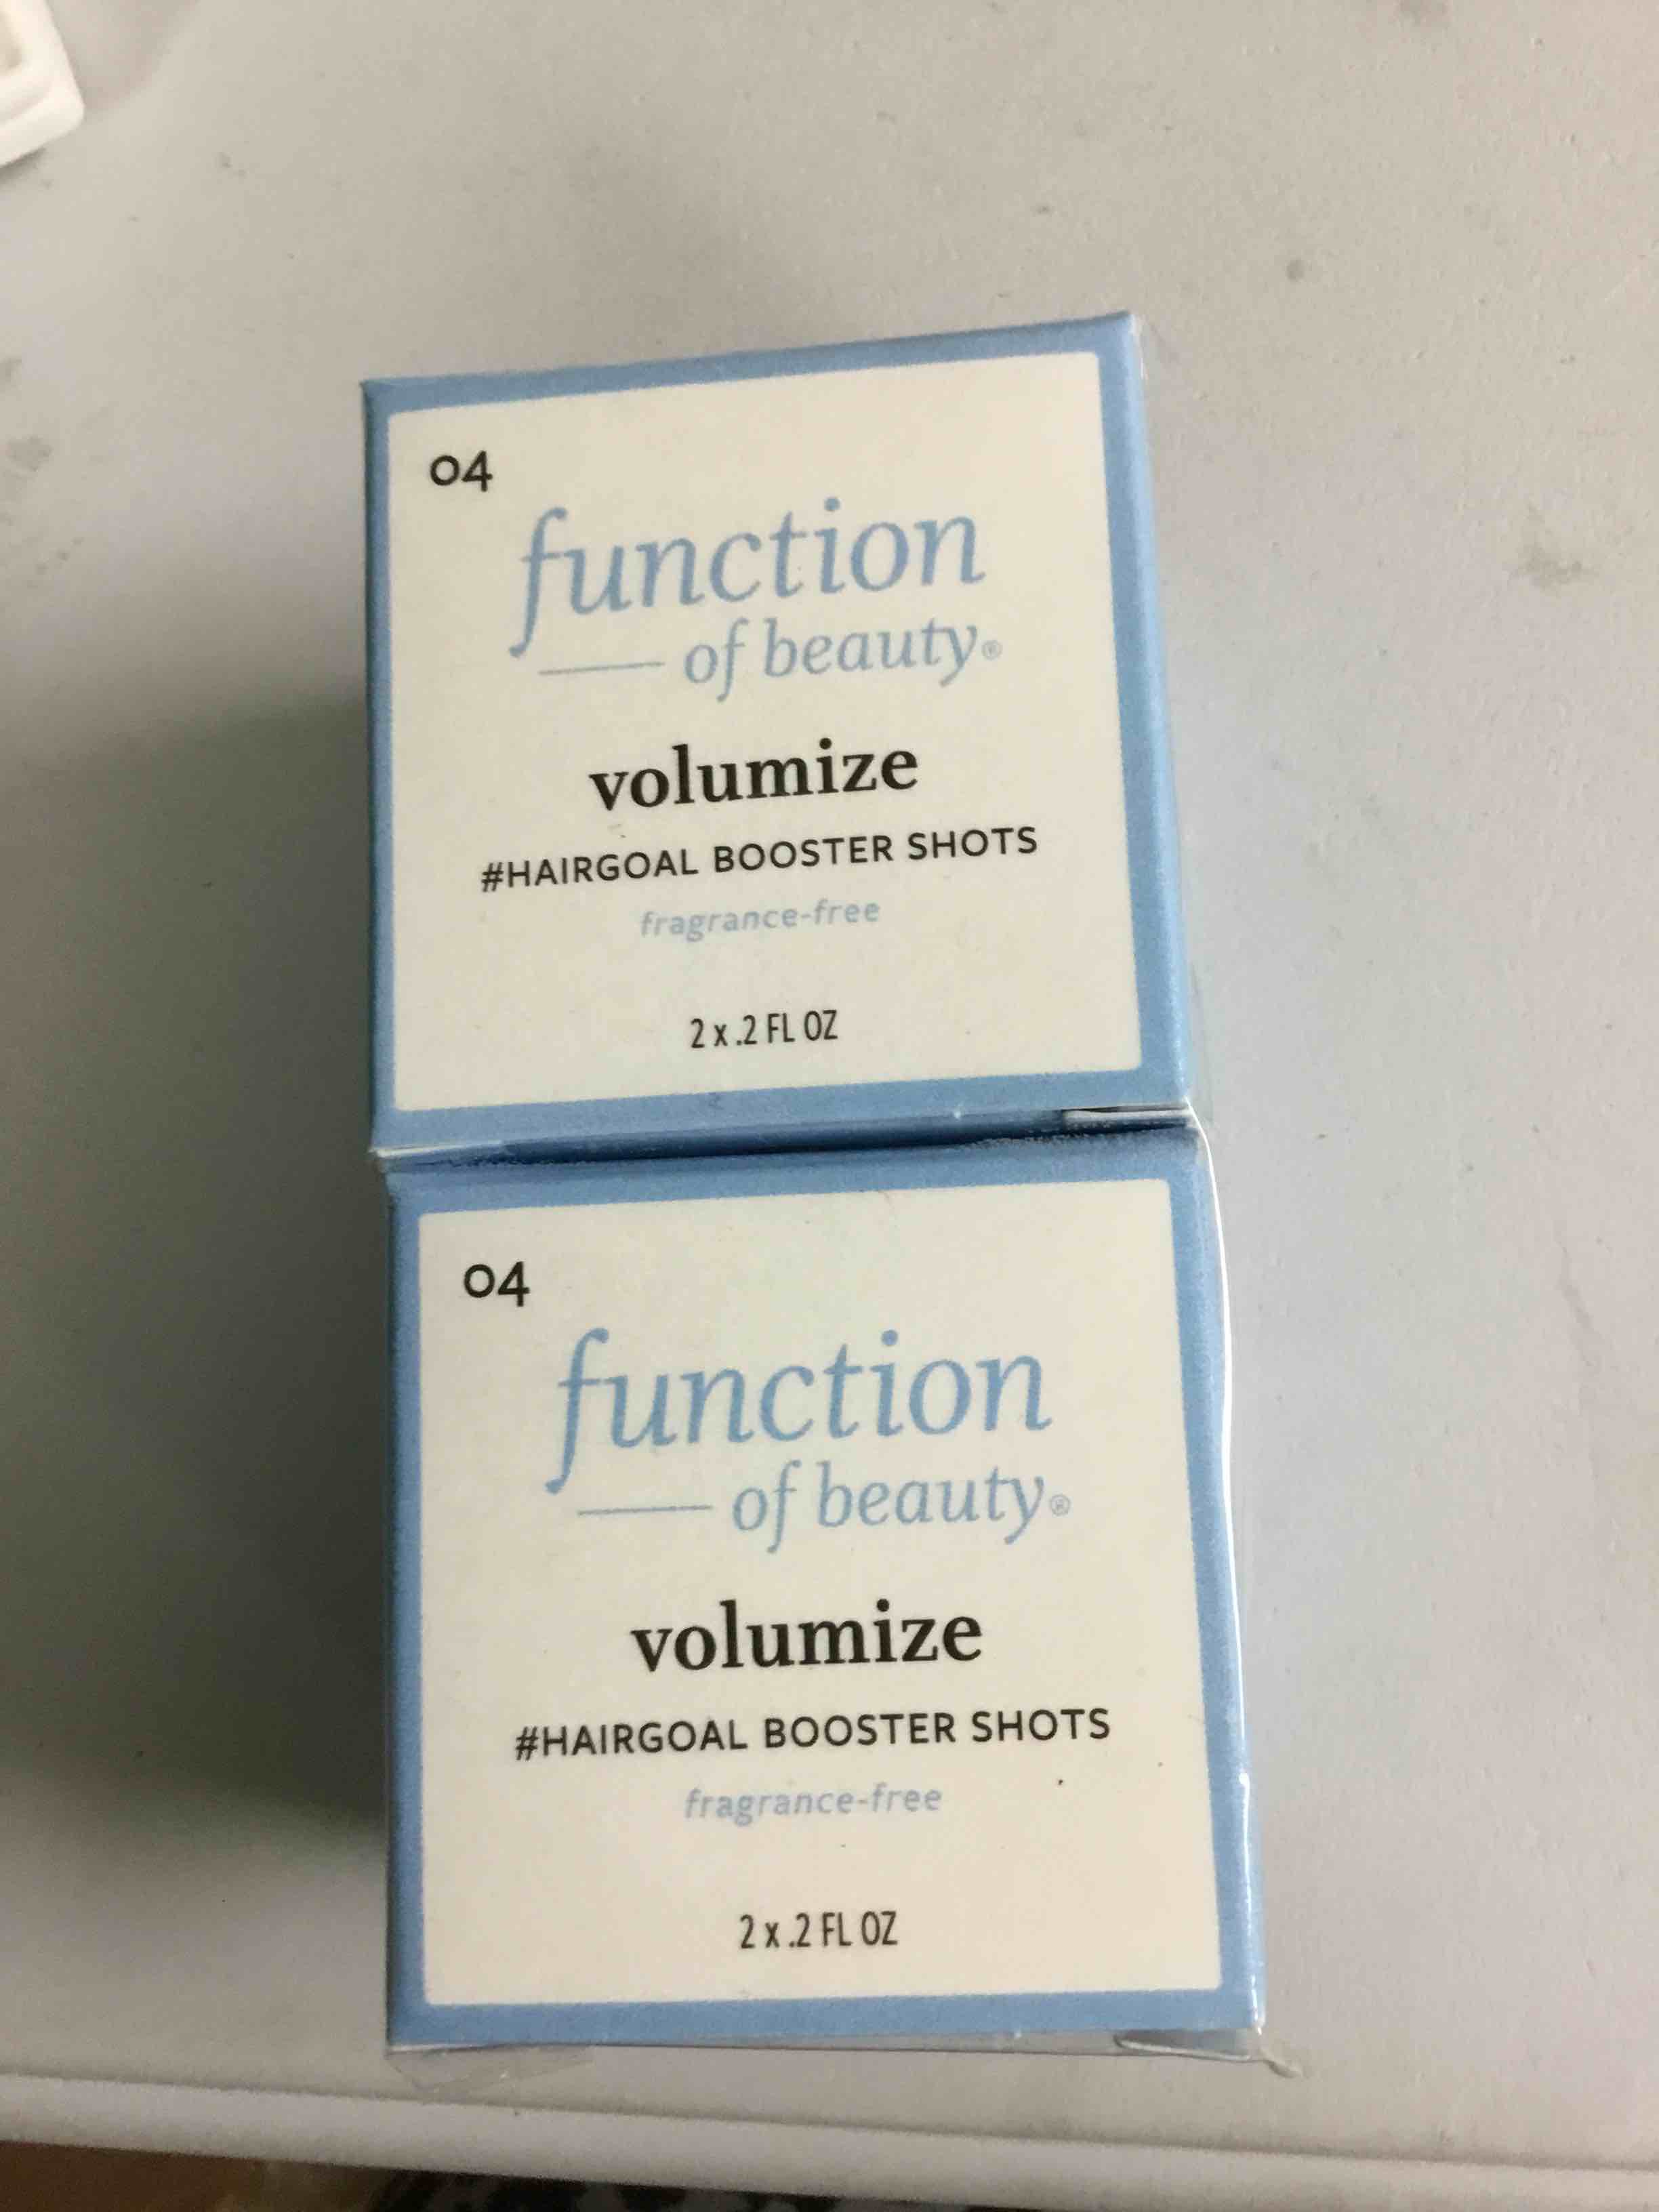 04
function
of beauty®
volumize
#HAIRGOAL BOOSTER SHOTS
fragrance-free
2 x .2 FL OZ
04
function
of beauty®
volumize
#HAIRGOAL BOOSTER SHOTS
fragrance-free
2 x .2 FL OZ